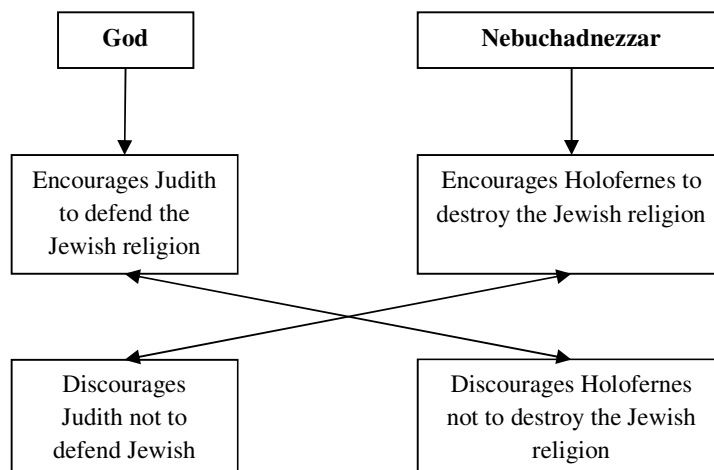 God
Nebuchadnezzar
Encourages Judith
to defend the
Jewish religion
Encourages Holofernes to
destroy the Jewish religion
Discourages
Judith not to
defend Jewish
Discourages Holofernes
not to destroy the Jewish
religion